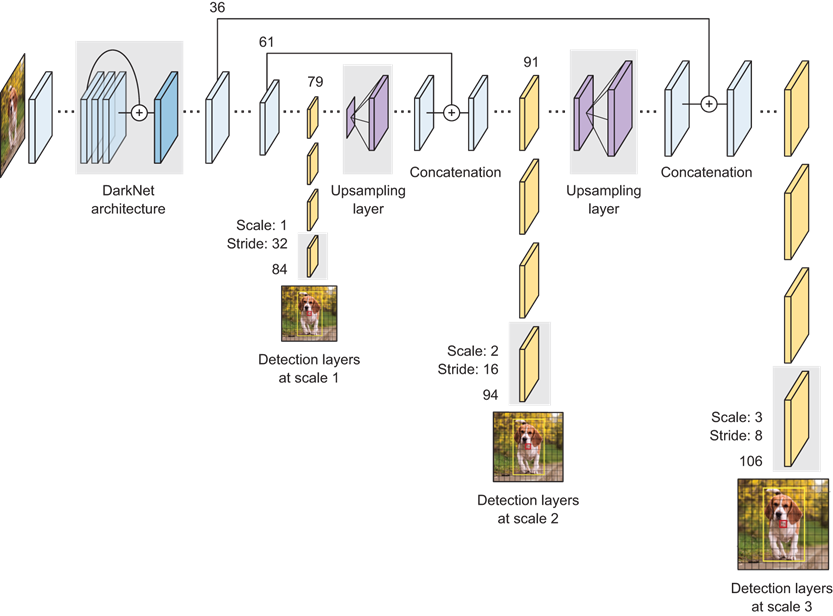 36
61
79
91
+
+
+
DarkNet
architecture
Upsampling
layer
Concatenation
Upsampling
layer
Concatenation
Scale: 1
Stride: 32
84
Detection layers
at scale 1
Scale: 2
Stride: 16
94
Detection layers
at scale 2
Scale: 3
Stride: 8
106
Detection layers
at scale 3